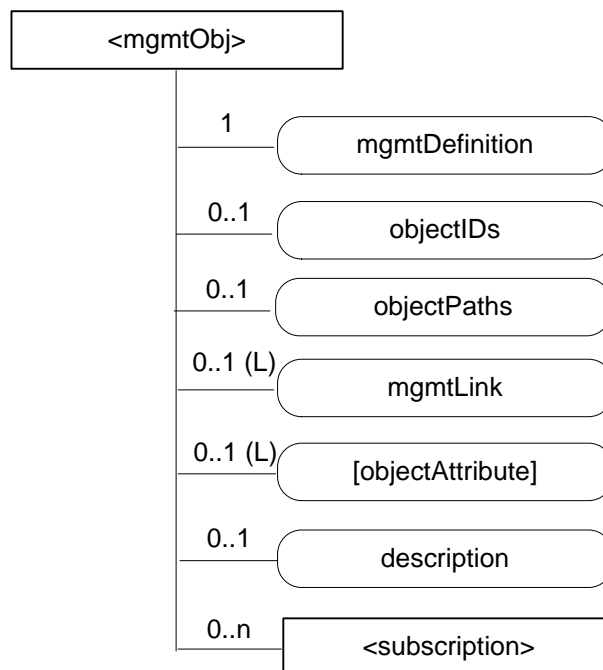 <mgmtObj>
1
mgmtDefinition
0..1
objectIDs
0..1
objectPaths
0..1 (L)
mgmtLink
0..1 (L)
[objectAttribute]
0..1
description
0..n
<subscription>